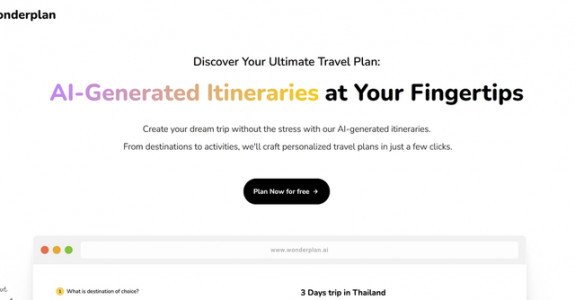 onderplan
Discover Your Ultimate Travel Plan:
AI-Generated Itineraries at Your Fingertips
Create your dream trip without the stress with our AI-generated itineraries.
From destinations to activities, we'll craft personalized travel plans in just a few clicks.
Plan Now for free →
www.wonderplan.ai
1 What is destination of choice?
3 Days trip in Thailand